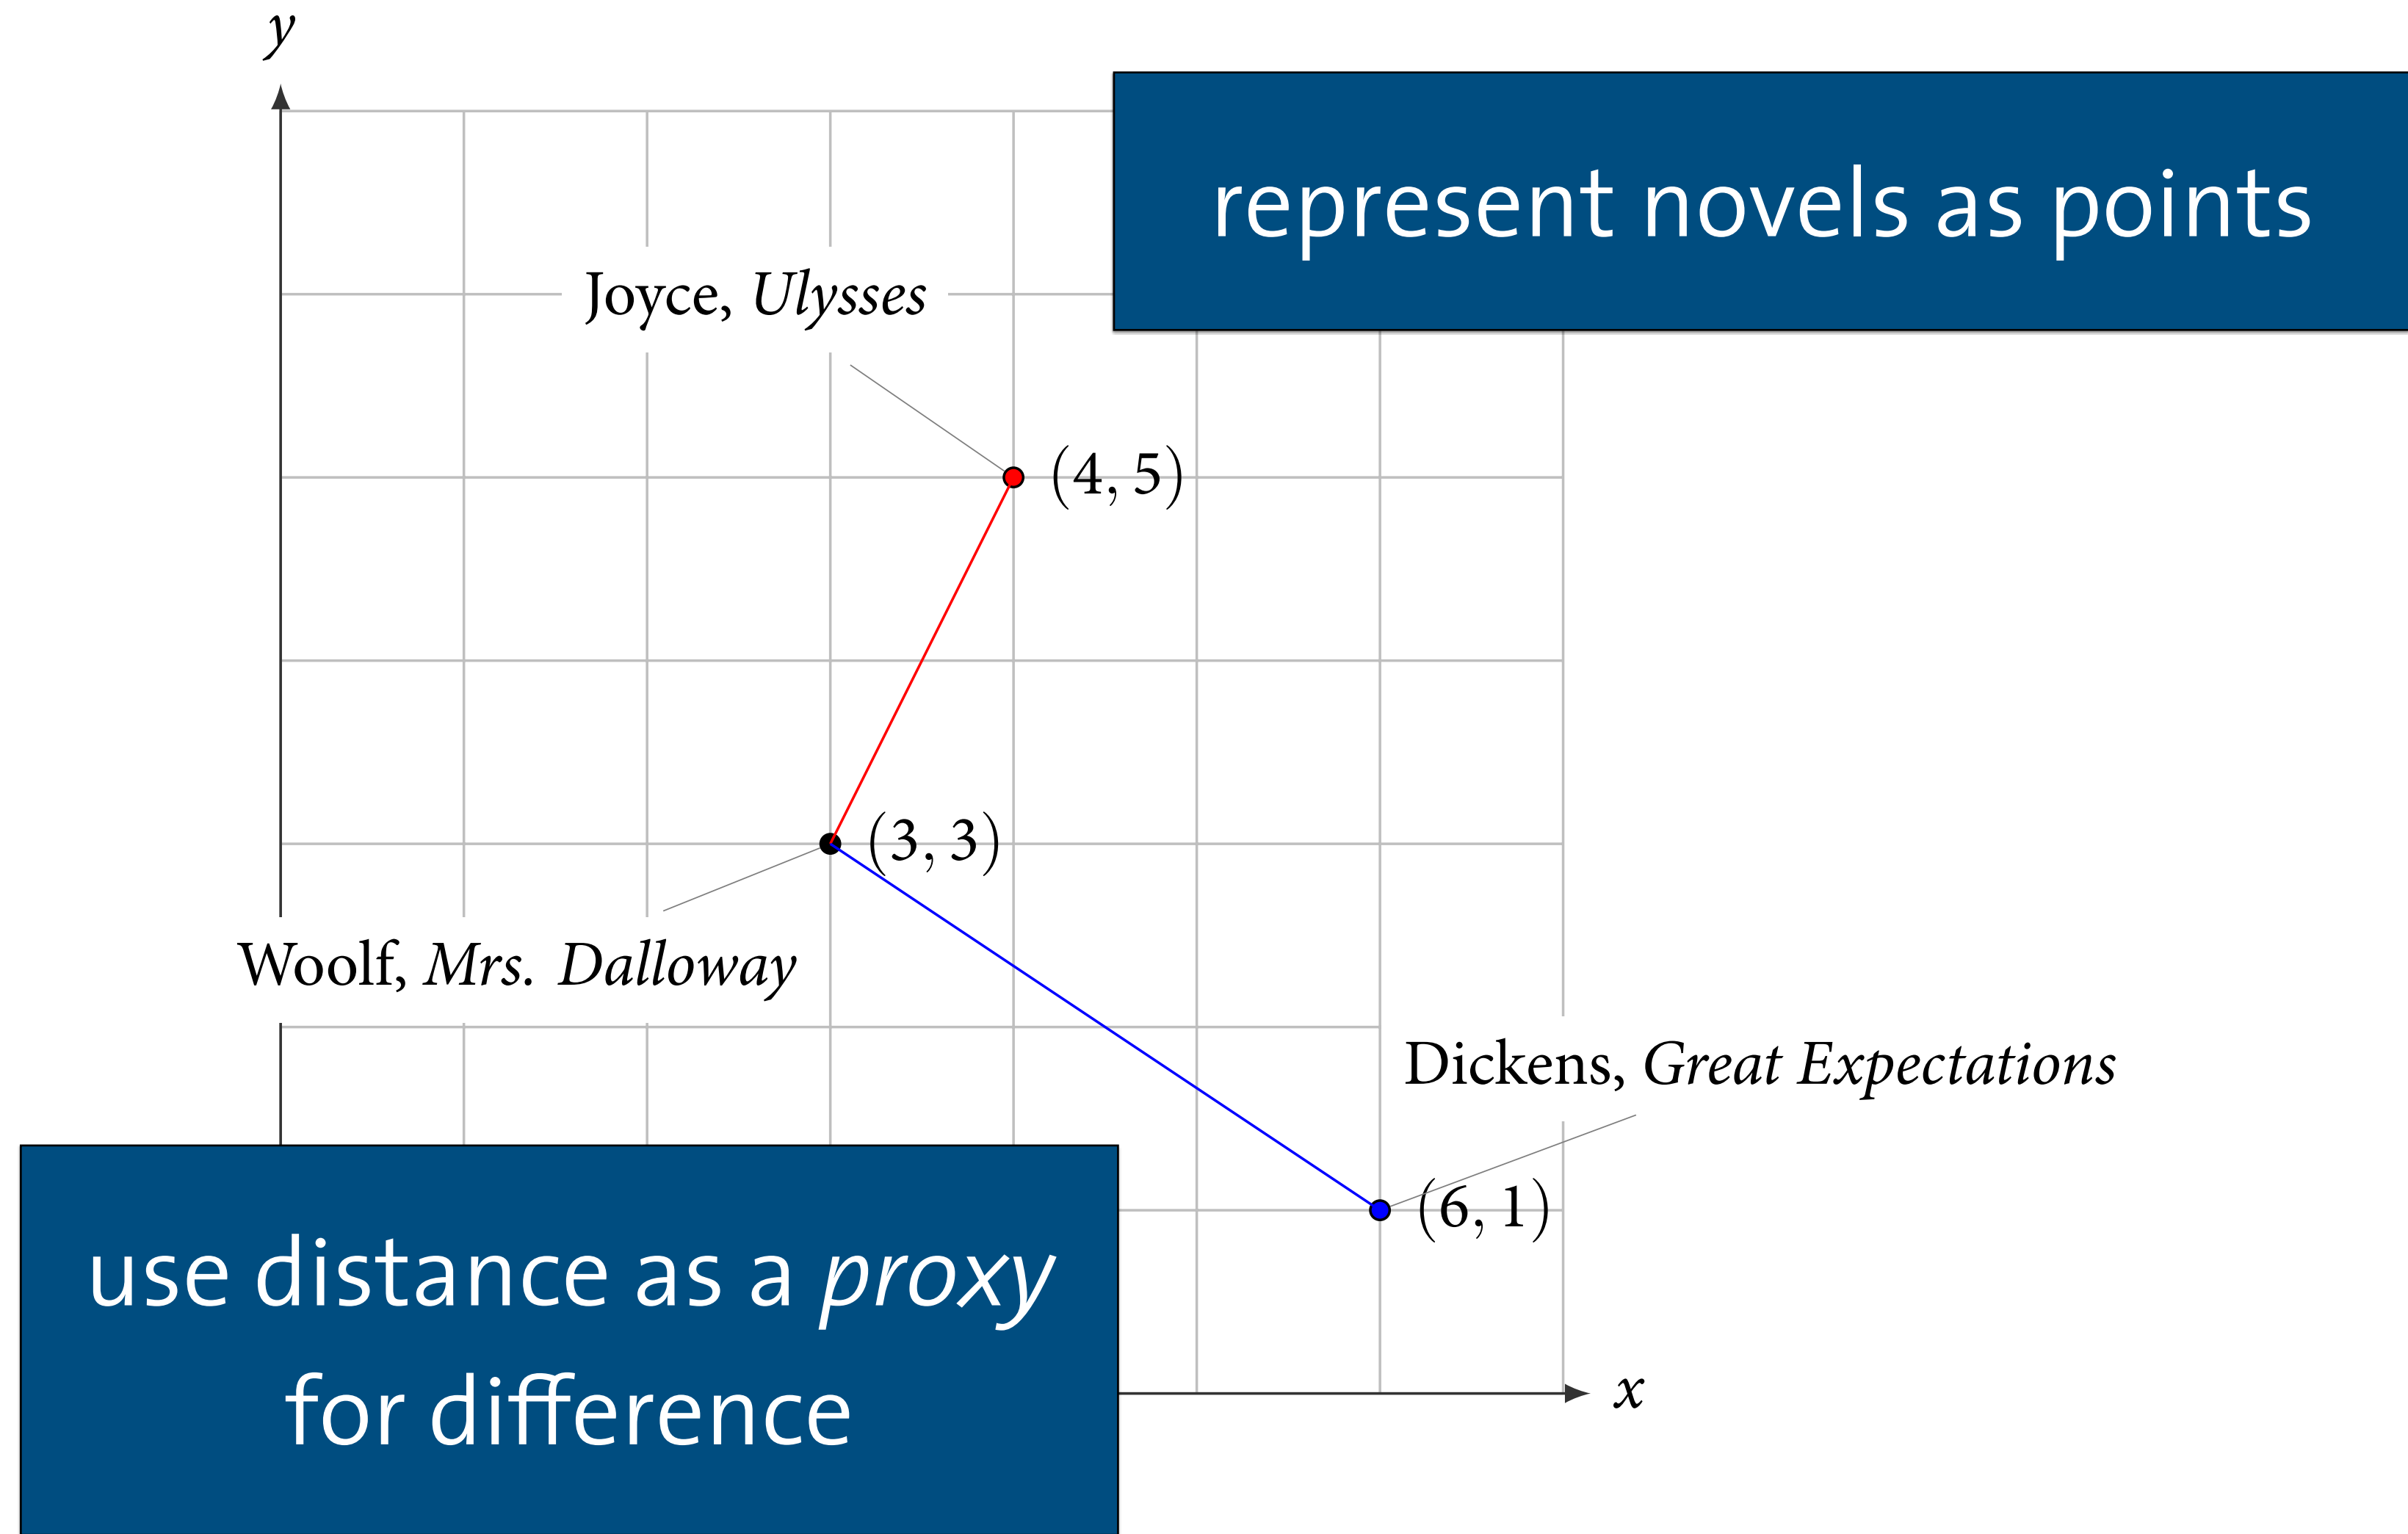 y
represent novels as points
Joyce, Ulysses
(4, 5)
(3, 3)
Woolf, Mrs. Dalloway
Dickens, Great Expectations
(6, 1)
use distance as a proxy
for difference
x